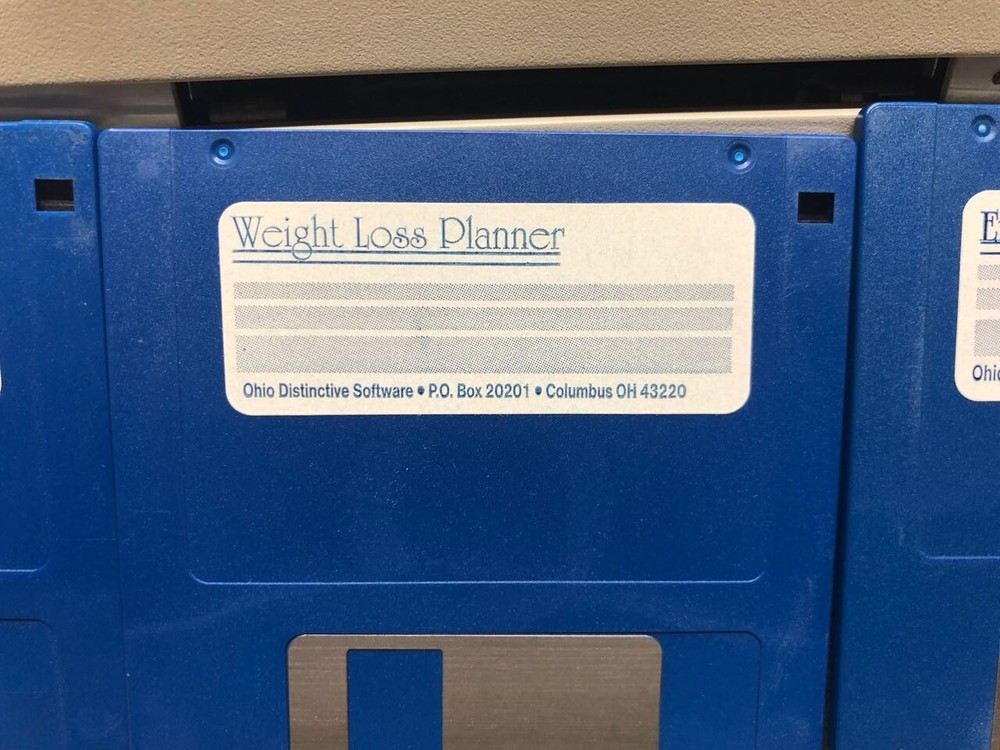 Weight Loss Planner
Ohio Distinctive Software • P.O. Box 20201 • Columbus OH 43220